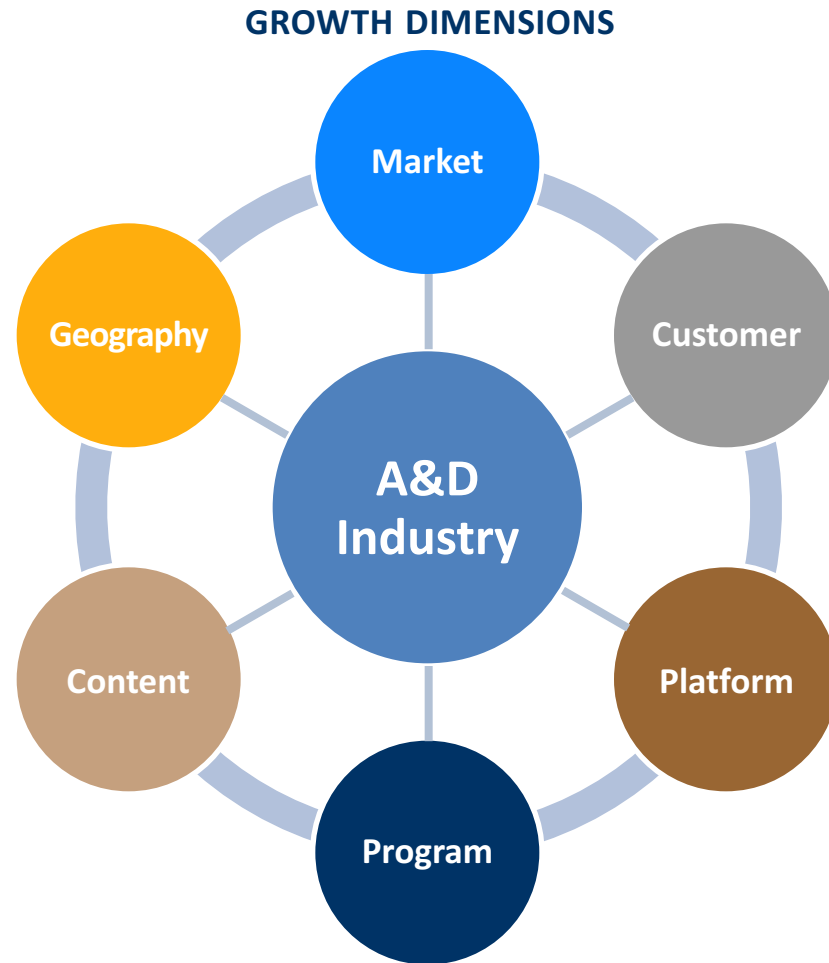 GROWTH DIMENSIONS
Market
Geography
Customer
A&D
Industry
Content
Platform
Program